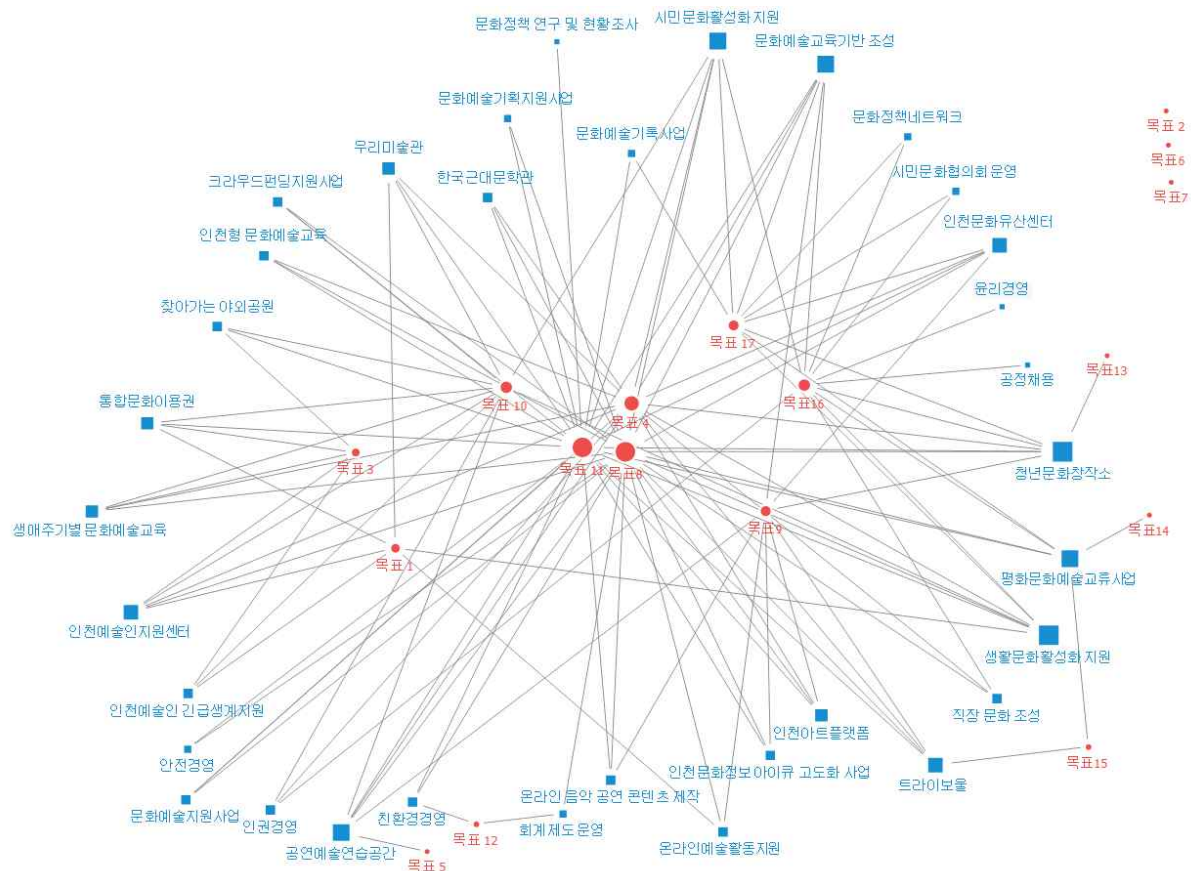 문화정책 연구 및 현황조사
시민문화활성화 지원
문화예술교육기반 조성
문화예술기획지원사업
문화예술기록사업
문화정책네트워크
목표 2
목표6
목표7
우리미술관
한국근대문학관
시민문화협의회 운영
크라우드펀딩지원사업
인천문화유산센터
인천형 문화예술교육
윤리경영
찾아가는 야외공원
목표 17
공정채용
목표13
목표 10
목표 4
목표16
통합문화이용권
목표 3
목표 11
목표8
청년문화창작소
생애주기별 문화예술교육
목표9
목표14
목표 1
평화문화예술교류사업
인천예술인지원센터
생활문화활성화 지원
인천예술인 긴급생계지원
직장 문화 조성
인천아트플랫폼
안전경영
인천문화정보 아이큐 고도화 사업
목표15
트라이보울
온라인 음악 공연 콘텐츠 제작
문화예술지원사업
인권경영
친환경경영
회계 제도 운영
목표 12
공연예술연습공간
목표 5
온라인예술활동지원